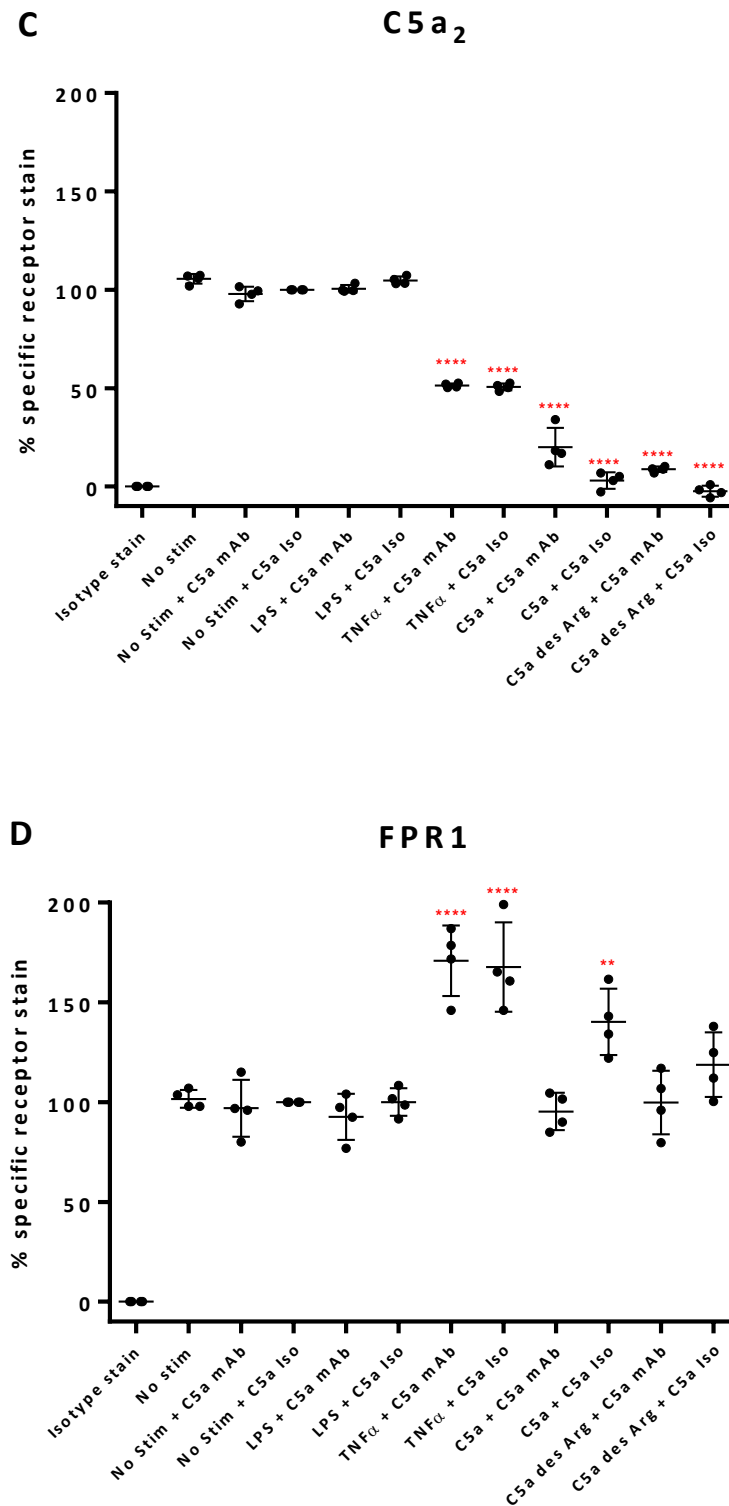 C
C5a2
% specific receptor stain
200
150
100
50
0
****
****
****
****
****
****
Isotype stain
No stim
No Stim + C5a mAb
No Stim + C5a Iso
LPS + C5a mAb
LPS + C5a Iso
TNFα + C5a mAb
TNFα + C5a Iso
C5a + C5a mAb
C5a + C5a Iso
C5a des Arg + C5a mAb
C5a des Arg + C5a Iso
D
FPR1
% specific receptor stain
200
150
100
50
0
****
****
**
Isotype stain
No stim
No Stim + C5a mAb
No Stim + C5a Iso
LPS + C5a mAb
LPS + C5a Iso
TNFα + C5a mAb
TNFα + C5a Iso
C5a + C5a mAb
C5a + C5a Iso
C5a des Arg + C5a mAb
C5a des Arg + C5a Iso